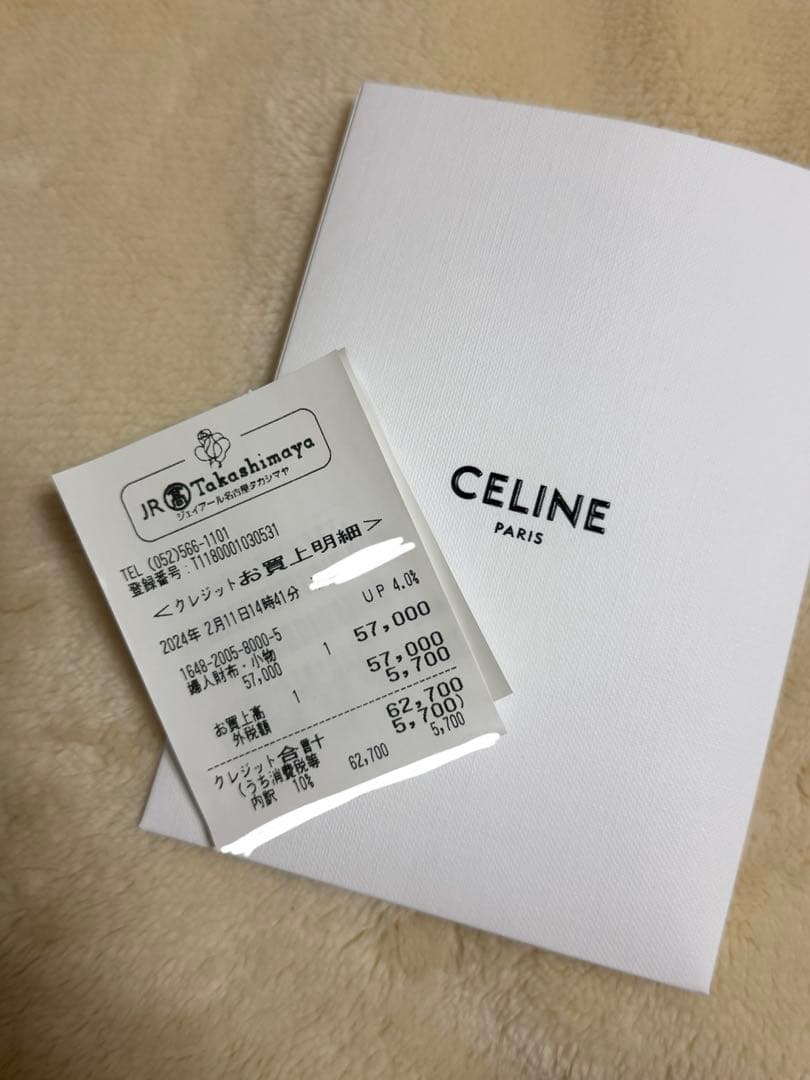 JR 髙 Takashimaya
ジェイアール名古屋タカシマヤ
TEL (052)566-1101
登録番号:T1180001030531
<クレジットお買上明細>
2024年 2月11日14時41分
UP 4.0%
1648-2005-8000-5
婦人財布・小物 1 57,000
57,000
お買上高 1 57,000
外税額 5,700
クレジット合計 62,700
(うち消費税等 5,700)
内訳 10% 62,700 5,700
CELINE
PARIS